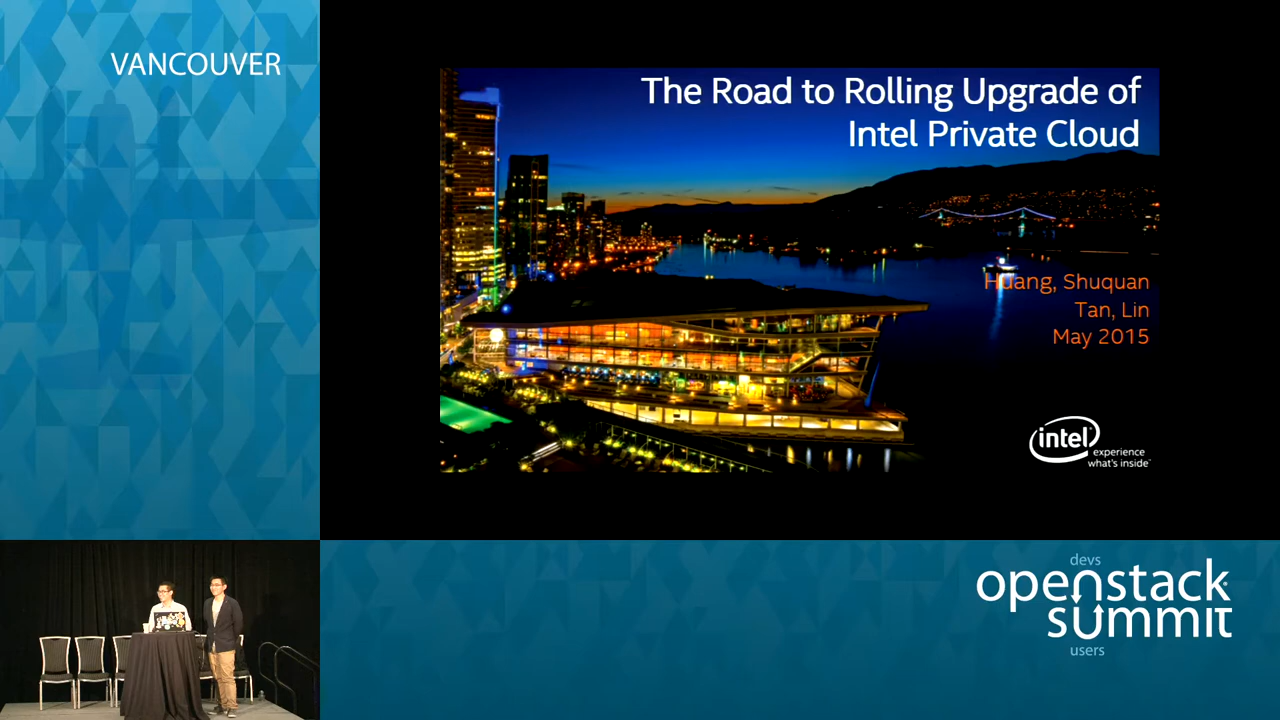 VANCOUVER
The Road to Rolling Upgrade of
Intel Private Cloud
Huang, Shuquan
Tan, Lin
May 2015
intel
experience
what's inside™
devs
openstack
summit
users